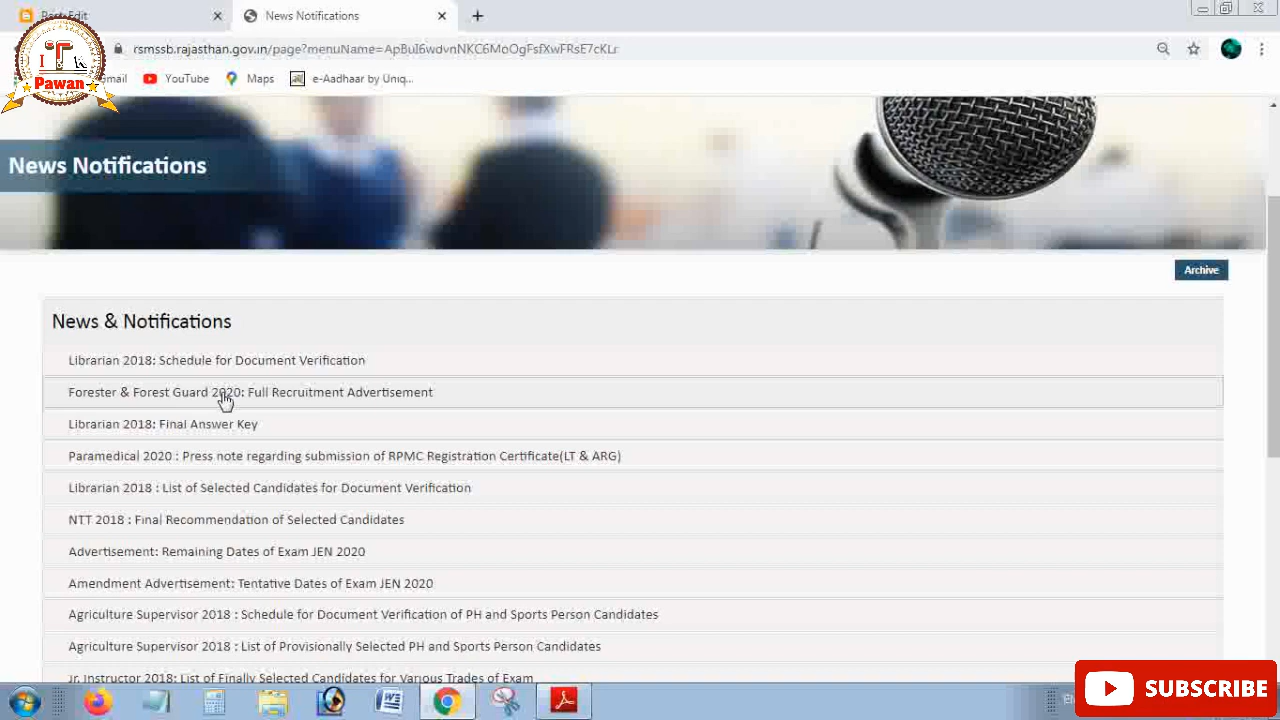 Post: Edit
News Notifications
rsmssb.rajasthan.gov.in/page?menuName=ApBuI6wdvnNKC6MoOgFsfXwFRsE7cKLr
mail YouTube Maps e-Aadhaar by Uniq...
IT
Pawan
News Notifications
Archive
News & Notifications
Librarian 2018: Schedule for Document Verification
Forester & Forest Guard 2020: Full Recruitment Advertisement
Librarian 2018: Final Answer Key
Paramedical 2020 : Press note regarding submission of RPMC Registration Certificate(LT & ARG)
Librarian 2018 : List of Selected Candidates for Document Verification
NTT 2018 : Final Recommendation of Selected Candidates
Advertisement: Remaining Dates of Exam JEN 2020
Amendment Advertisement: Tentative Dates of Exam JEN 2020
Agriculture Supervisor 2018 : Schedule for Document Verification of PH and Sports Person Candidates
Agriculture Supervisor 2018 : List of Provisionally Selected PH and Sports Person Candidates
Jr. Instructor 2018: List of Finally Selected Candidates for Various Trades of Exam
SUBSCRIBE